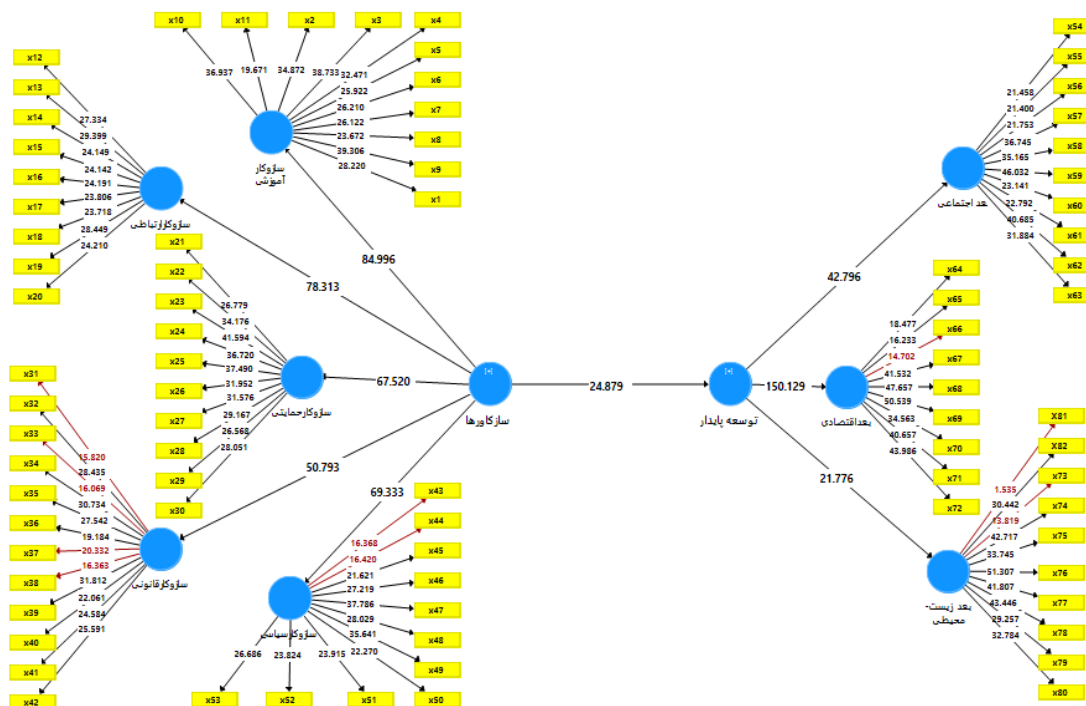 x10
x11
x2
x3
x4
x5
x6
x7
x8
x9
x1
36.937
19.671
34.872
38.733
32.471
25.922
26.210
26.122
23.672
39.306
28.220
سازوکار
آموزشی
x12
x13
x14
x15
x16
x17
x18
x19
x20
27.334
29.399
24.149
24.142
24.191
23.806
23.718
28.449
24.210
سازوکارارتباطی
x21
x22
x23
x24
x25
x26
x27
x28
x29
x30
26.779
34.176
41.594
36.720
37.490
31.952
31.576
29.167
26.568
28.051
سازوکارحمایتی
x31
x32
x33
x34
x35
x36
x37
x38
x39
x40
x41
x42
15.820
28.435
16.069
30.734
27.542
19.184
20.332
16.363
31.812
22.061
24.584
25.591
سازوکارقانونی
x43
x44
x45
x46
x47
x48
x49
x50
x51
x52
x53
16.368
16.420
21.621
27.219
37.786
28.029
35.641
22.270
23.915
23.824
26.686
سازوکارسیاسی
84.996
78.313
67.520
50.793
69.333
[+]
سازکاورها
24.879
[+]
توسعه پایدار
42.796
150.129
21.776
x54
x55
x56
x57
x58
x59
x60
x61
x62
x63
21.458
21.400
21.753
36.745
35.165
46.032
23.141
22.792
40.685
31.884
بعد اجتماعی
x64
x65
x66
x67
x68
x69
x70
x71
x72
18.477
16.233
14.702
41.532
47.657
50.539
34.563
40.657
43.986
بعداقتصادی
X81
X82
x73
x74
x75
x76
x77
x78
x79
x80
1.535
30.442
13.819
42.717
33.745
51.307
41.807
43.446
29.257
32.784
بعد زیست-
محیطی